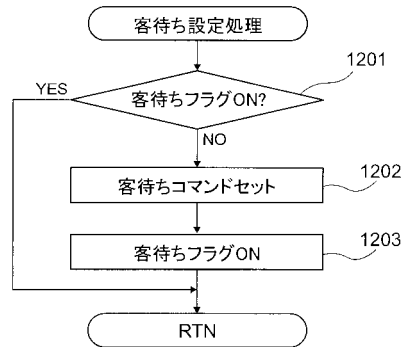 客待ち設定処理
1201
YES
客待ちフラグON?
NO
1202
客待ちコマンドセット
1203
客待ちフラグON
RTN